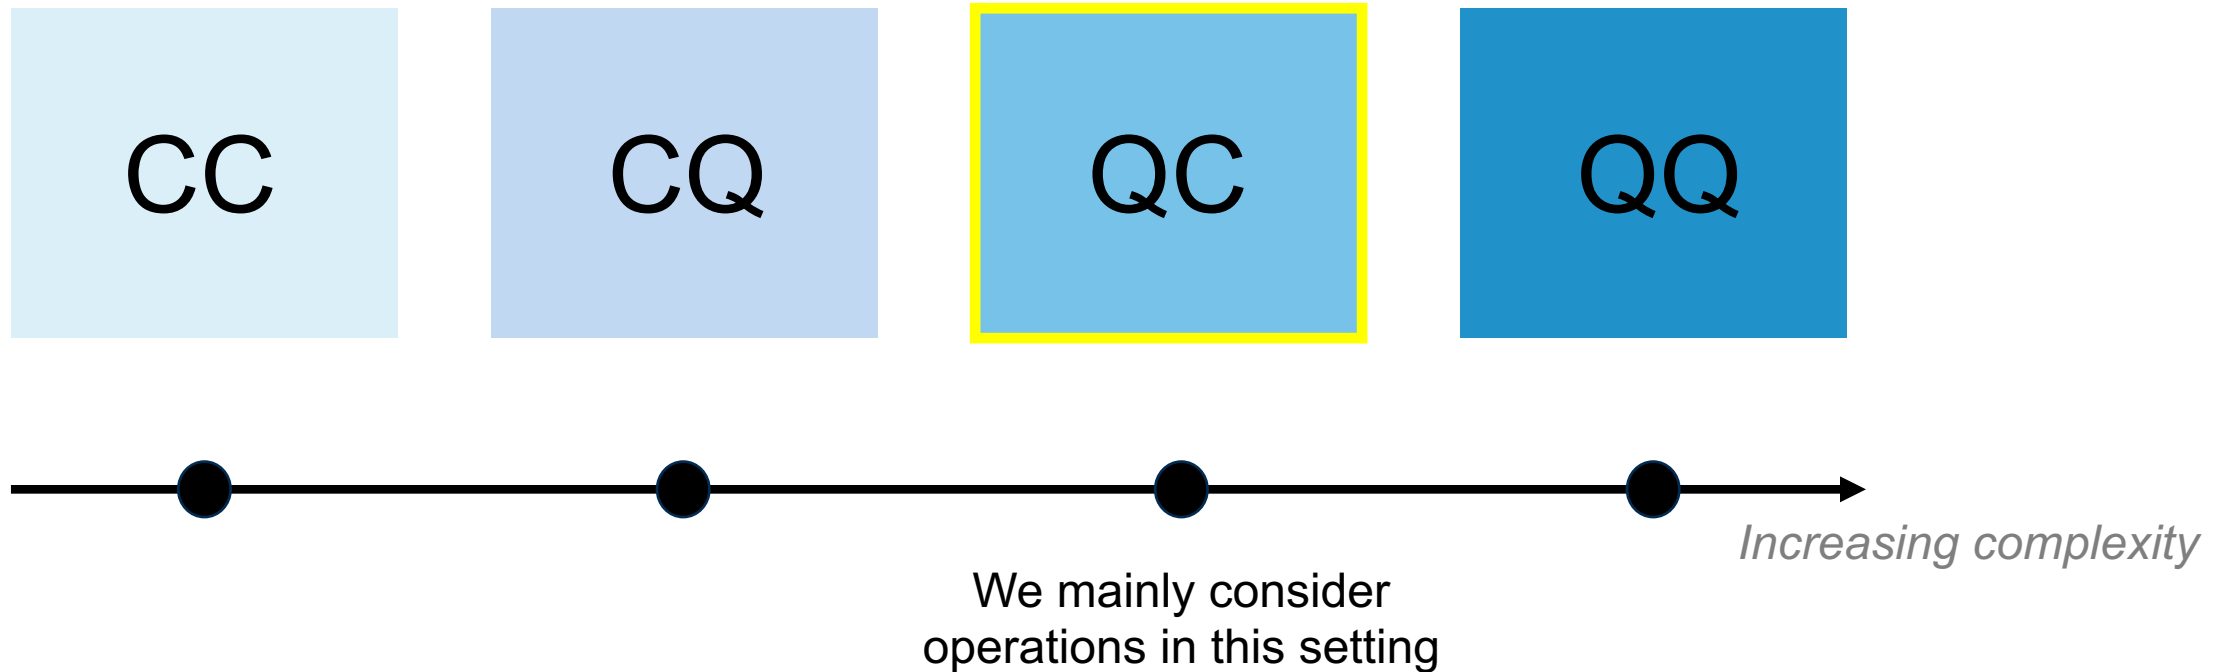 CC
CQ
QC
QQ
Increasing complexity
We mainly consider
operations in this setting